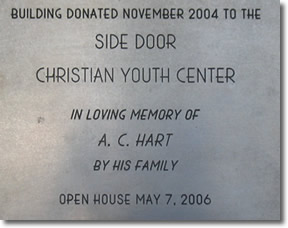 BUILDING DONATED NOVEMBER 2004 TO THE
SIDE DOOR
CHRISTIAN YOUTH CENTER
IN LOVING MEMORY OF
A. C. HART
BY HIS FAMILY
OPEN HOUSE MAY 7, 2006